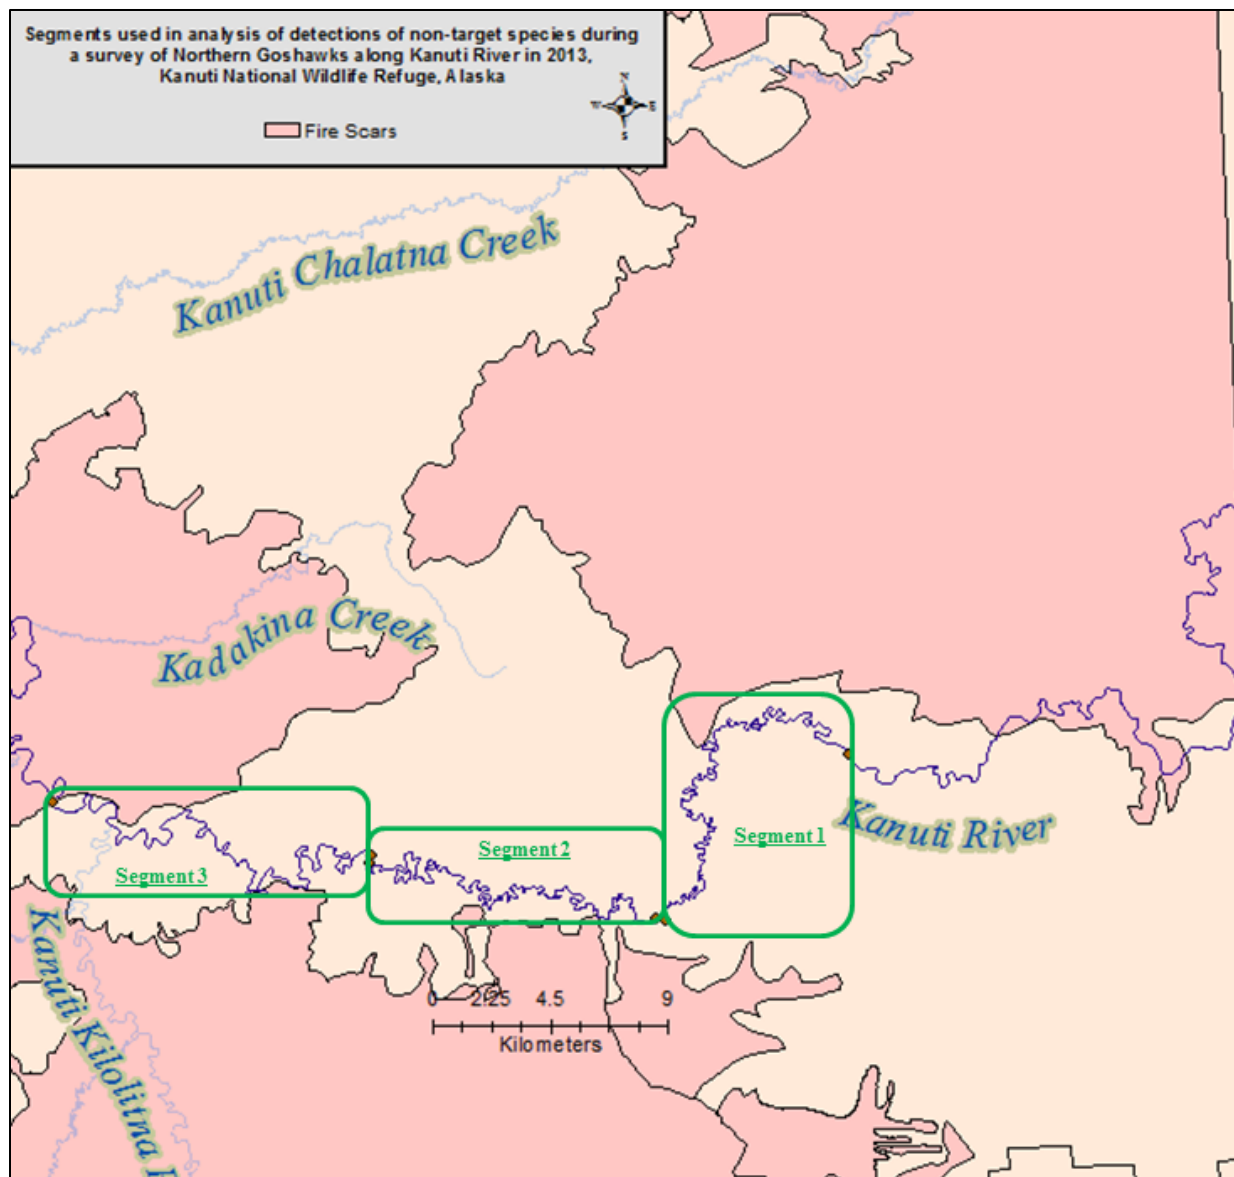 Segments used in analysis of detections of non-target species during
a survey of Northern Goshawks along Kanuti River in 2013,
Kanuti National Wildlife Refuge, Alaska
N
W E
S
Fire Scars
Kanuti Chalatna Creek
Kadakina Creek
Kanuti River
Segment 1
Segment 2
Segment 3
Kanuti Kilolitna
0 2.25 4.5 9
Kilometers